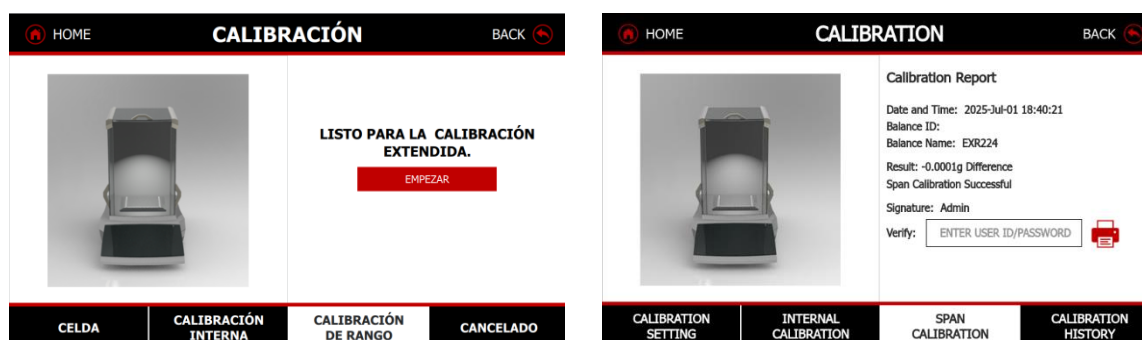 HOME
CALIBRACIÓN
BACK
LISTO PARA LA CALIBRACIÓN
EXTENDIDA.
EMPEZAR
CELDA
CALIBRACIÓN
INTERNA
CALIBRACIÓN
DE RANGO
CANCELADO
HOME
CALIBRATION
BACK
Calibration Report
Date and Time: 2025-Jul-01 18:40:21
Balance ID:
Balance Name: EXR224
Result: -0.0001g Difference
Span Calibration Successful
Signature: Admin
Verify: ENTER USER ID/PASSWORD
CALIBRATION
SETTING
INTERNAL
CALIBRATION
SPAN
CALIBRATION
CALIBRATION
HISTORY